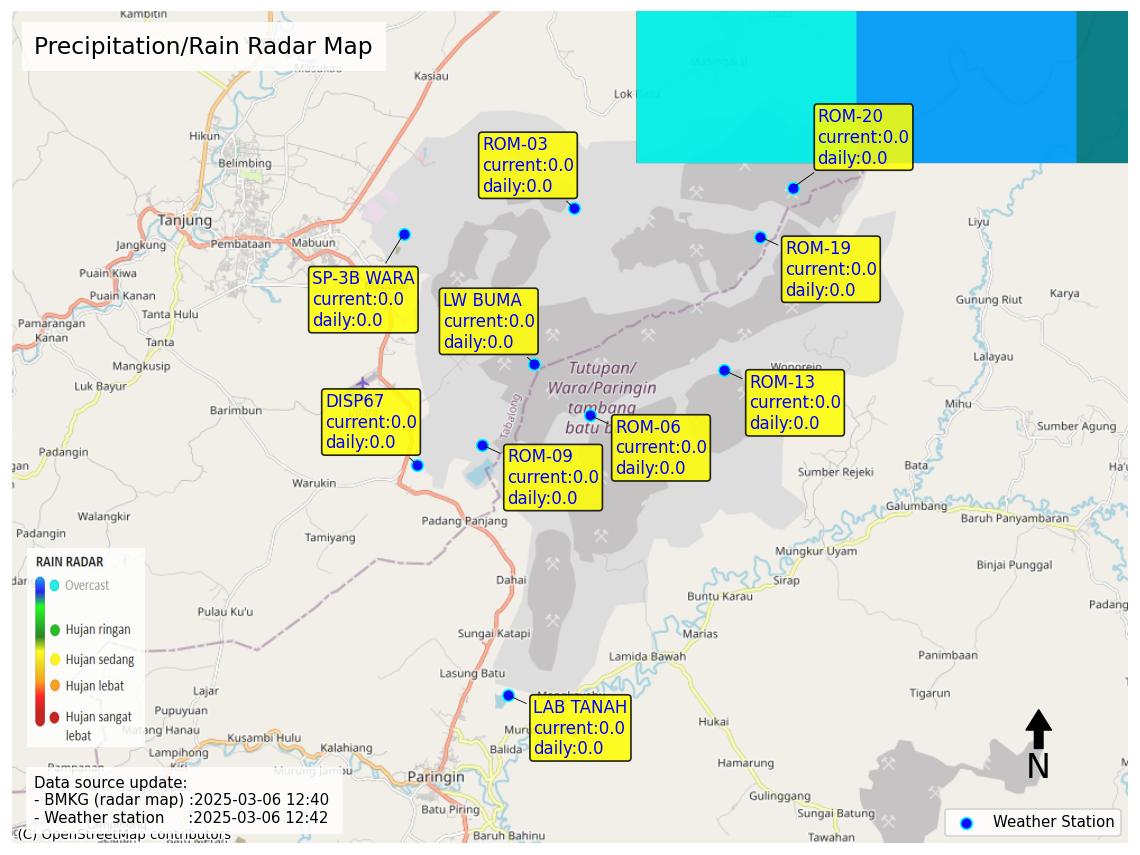 Kambitin
Precipitation/Rain Radar Map
Masukau
Kasiau
Masingai II
Lok Batu
Hikun
Belimbing
ROM-03
current:0.0
daily:0.0
ROM-20
current:0.0
daily:0.0
Tanjung
Jangkung
Pembataan
Mabuun
Liyu
Puain Kiwa
Puain Kanan
SP-3B WARA
current:0.0
daily:0.0
LW BUMA
current:0.0
daily:0.0
ROM-19
current:0.0
daily:0.0
Gunung Riut
Karya
Tanta Hulu
Pamarangan
Kanan
Tanta
Mangkusip
Luk Bayur
Lalayau
Wonorejo
Tutupan/
Wara/Paringin
tambang
batu b
Tabalong
ROM-13
current:0.0
daily:0.0
DISP67
current:0.0
daily:0.0
ROM-06
current:0.0
daily:0.0
ROM-09
current:0.0
daily:0.0
Barimbun
Mihu
Sumber Agung
Padangin
Bata
Sumber Rejeki
Warukin
Galumbang
Baruh Panyambaran
Walangkir
Padangin
Padang Panjang
Tamiyang
Mungkur Uyam
Binjai Punggal
Sirap
Dahai
Buntu Karau
Padang
RAIN RADAR
Overcast
Hujan ringan
Hujan sedang
Hujan lebat
Hujan sangat
lebat
Pulau Ku'u
Sungai Katapi
Marias
Lamida Bawah
Panimbaan
Lasung Batu
Lajar
Pupuyuan
Tigarun
LAB TANAH
current:0.0
daily:0.0
Matang Hanau
Lampihong
Kusambi Hulu
Kalahiang
Murung Jambu
Balida
Hukai
Hamarung
N
Paringin
Gulinggang
Batu Piring
Sungai Batung
Baruh Bahinu
Tawahan
Data source update:
- BMKG (radar map) :2025-03-06 12:40
- Weather station :2025-03-06 12:42
(C) OpenStreetMap contributors
Weather Station